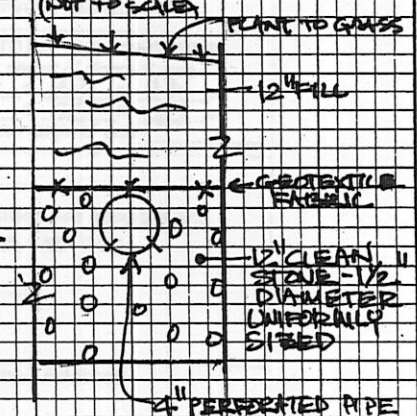 (NOT TO SCALE)
PLANT TO GRASS
12" FILL
GEOTEXTILE
FABRIC
12" CLEAN
STONE - 1/2"
DIAMETER
UNIFORMLY
SIZED
4" PERFORATED PIPE